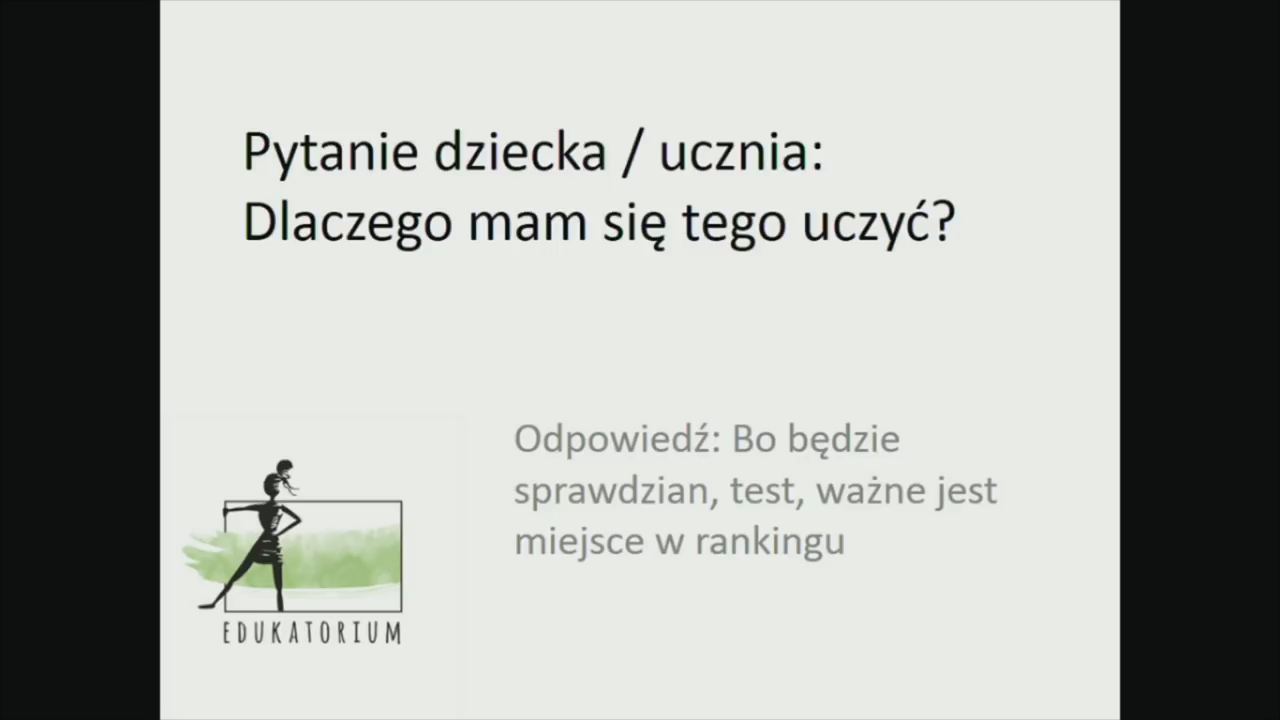 Pytanie dziecka / ucznia:
Dlaczego mam się tego uczyć?
Odpowiedź: Bo będzie
sprawdzian, test, ważne jest
miejsce w rankingu
EDUKATORIUM